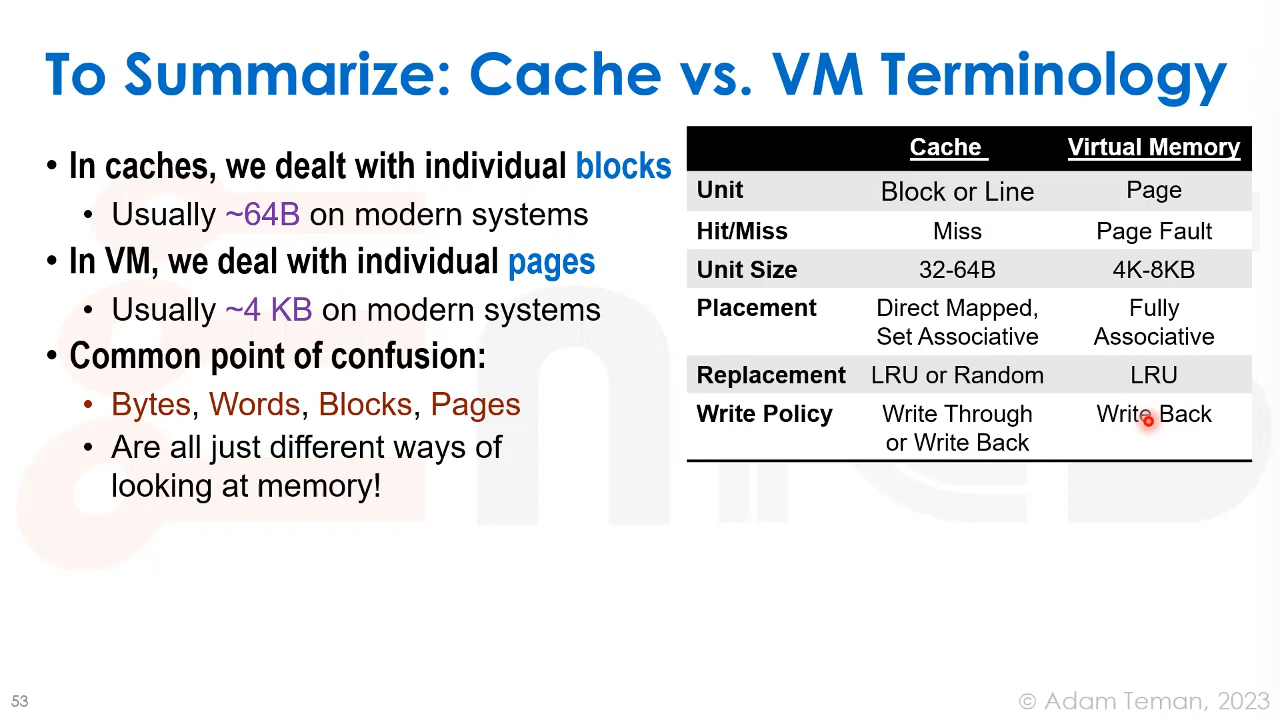 To Summarize: Cache vs. VM Terminology
• In caches, we dealt with individual blocks
• Usually ~64B on modern systems
• In VM, we deal with individual pages
• Usually ~4 KB on modern systems
• Common point of confusion:
• Bytes, Words, Blocks, Pages
• Are all just different ways of
looking at memory!
Cache Virtual Memory
Unit Block or Line Page
Hit/Miss Miss Page Fault
Unit Size 32-64B 4K-8KB
Placement Direct Mapped, Fully
Set Associative Associative
Replacement LRU or Random LRU
Write Policy Write Through Write Back
or Write Back
53
© Adam Teman, 2023